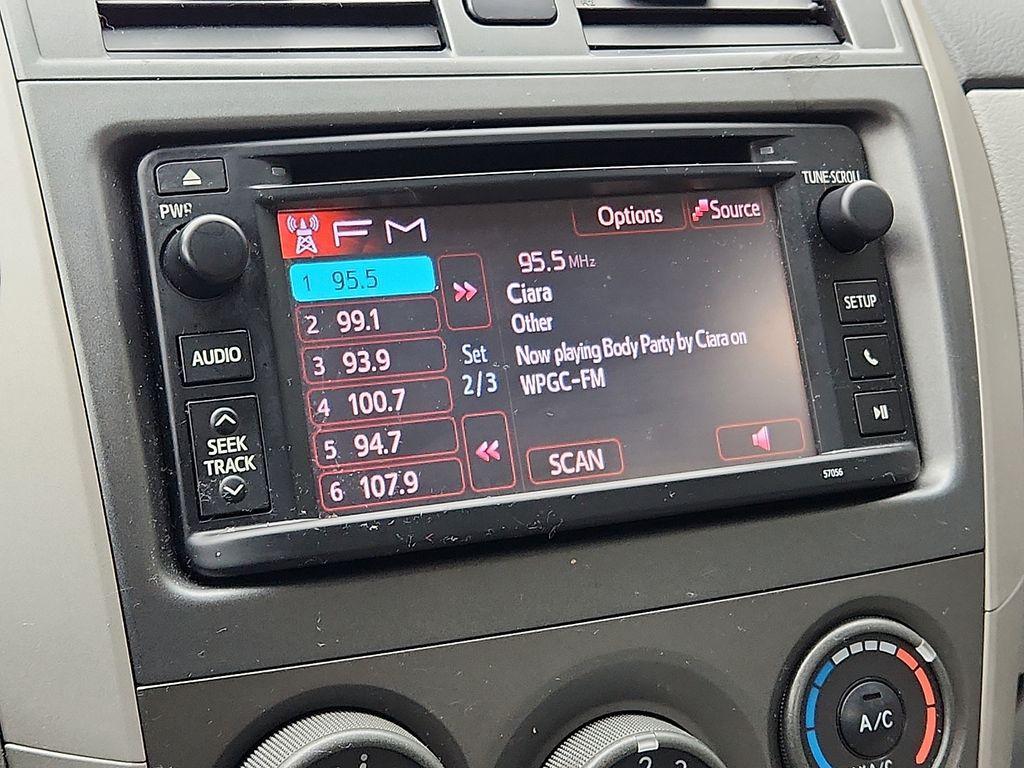 PWR
TUNE·SCROLL
FM
Options
Source
1 95.5
2 99.1
3 93.9
4 100.7
5 94.7
6 107.9
Set
2/3
95.5 MHz
Ciara
Other
Now playing Body Party by Ciara on
WPGC-FM
SCAN
AUDIO
SEEK
TRACK
SETUP
57056
A/C